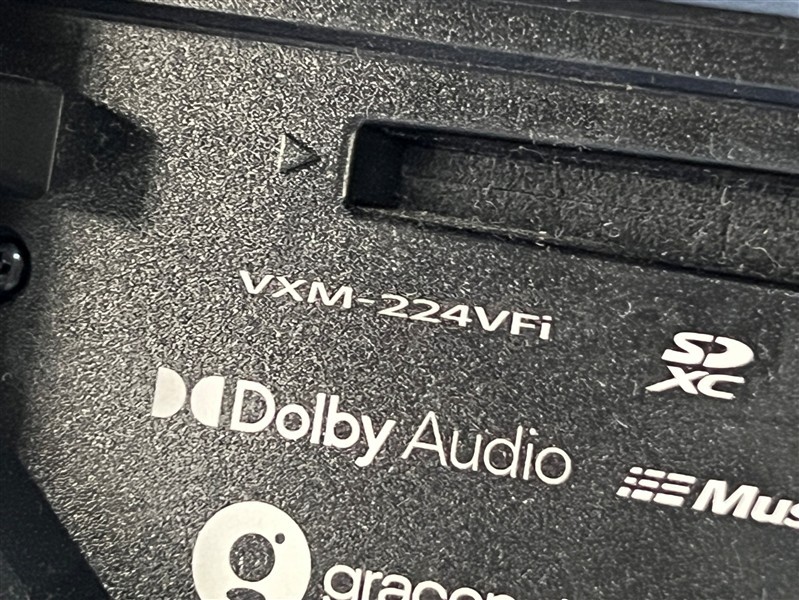 VXM-224VFi
SD
XC
Dolby Audio